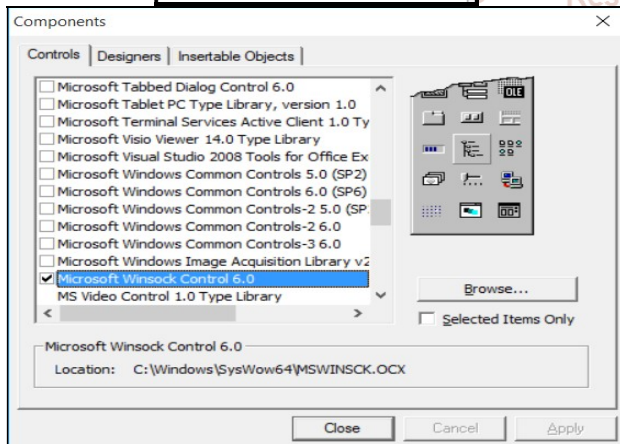 Res
Components
Controls
Designers
Insertable Objects
Microsoft Tabbed Dialog Control 6.0
Microsoft Tablet PC Type Library, version 1.0
Microsoft Terminal Services Active Client 1.0 Ty
Microsoft Visio Viewer 14.0 Type Library
Microsoft Visual Studio 2008 Tools for Office Ex
Microsoft Windows Common Controls 5.0 (SP2)
Microsoft Windows Common Controls 6.0 (SP6)
Microsoft Windows Common Controls-2 5.0 (SP
Microsoft Windows Common Controls-2 6.0
Microsoft Windows Common Controls-3 6.0
Microsoft Windows Image Acquisition Library v2
Microsoft Winsock Control 6.0
MS Video Control 1.0 Type Library
OLE
Browse...
Selected Items Only
Microsoft Winsock Control 6.0
Location: C:\Windows\SysWow64\MSWINSCK.OCX
Close
Cancel
Apply